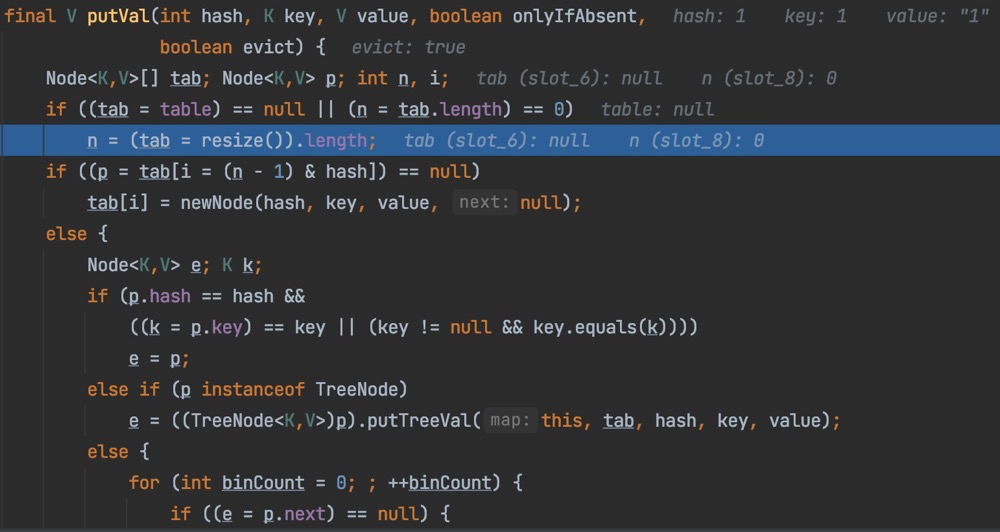 final V putVal(int hash, K key, V value, boolean onlyIfAbsent,   hash: 1    key: 1    value: "1"
               boolean evict) {   evict: true
    Node<K,V>[] tab; Node<K,V> p; int n, i;   tab (slot_6): null    n (slot_8): 0
    if ((tab = table) == null || (n = tab.length) == 0)   table: null
        n = (tab = resize()).length;   tab (slot_6): null    n (slot_8): 0
    if ((p = tab[i = (n - 1) & hash]) == null)
        tab[i] = newNode(hash, key, value, next: null);
    else {
        Node<K,V> e; K k;
        if (p.hash == hash &&
            ((k = p.key) == key || (key != null && key.equals(k))))
            e = p;
        else if (p instanceof TreeNode)
            e = ((TreeNode<K,V>)p).putTreeVal( map: this, tab, hash, key, value);
        else {
            for (int binCount = 0; ; ++binCount) {
                if ((e = p.next) == null) {